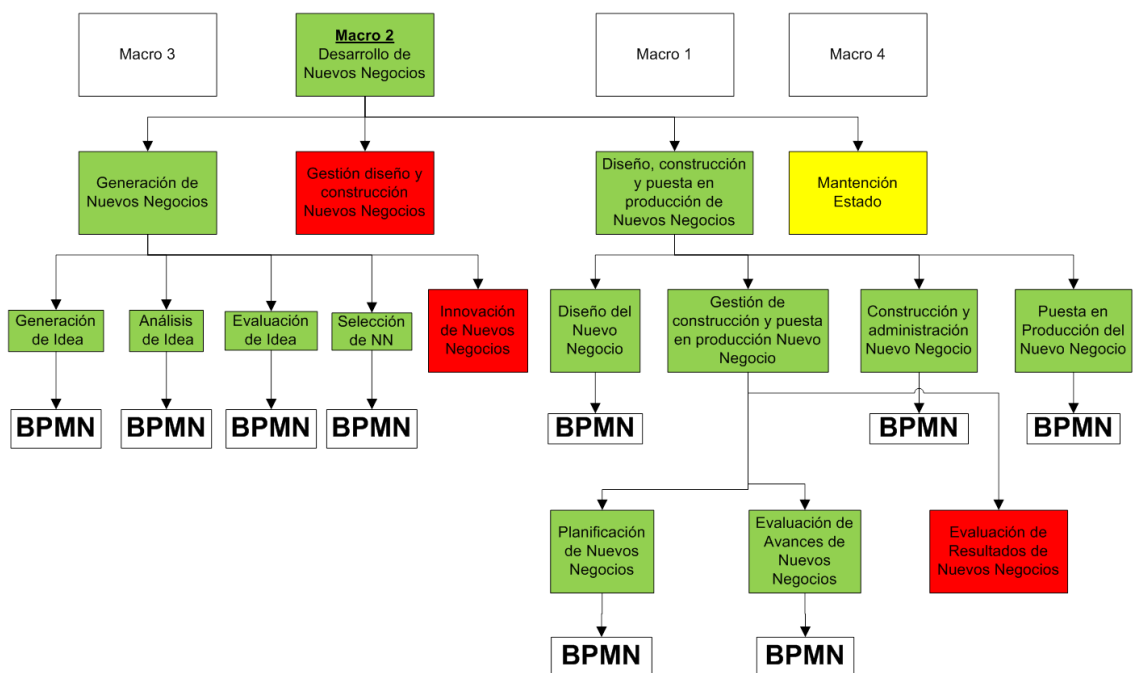 Macro 3
Macro 2
Desarrollo de
Nuevos Negocios
Macro 1
Macro 4
Generación de
Nuevos Negocios
Gestión diseño y
construcción
Nuevos Negocios
Diseño, construcción
y puesta en
producción de
Nuevos Negocios
Mantención
Estado
Generación
de Idea
Análisis
de Idea
Evaluación
de Idea
Selección
de NN
Innovación
de Nuevos
Negocios
Diseño del
Nuevo
Negocio
Gestión de
construcción y puesta
en producción Nuevo
Negocio
Construcción y
administración
Nuevo Negocio
Puesta en
Producción del
Nuevo Negocio
BPMN
BPMN
BPMN
BPMN
BPMN
BPMN
BPMN
Planificación
de Nuevos
Negocios
Evaluación de
Avances de
Nuevos
Negocios
Evaluación de
Resultados de
Nuevos Negocios
BPMN
BPMN